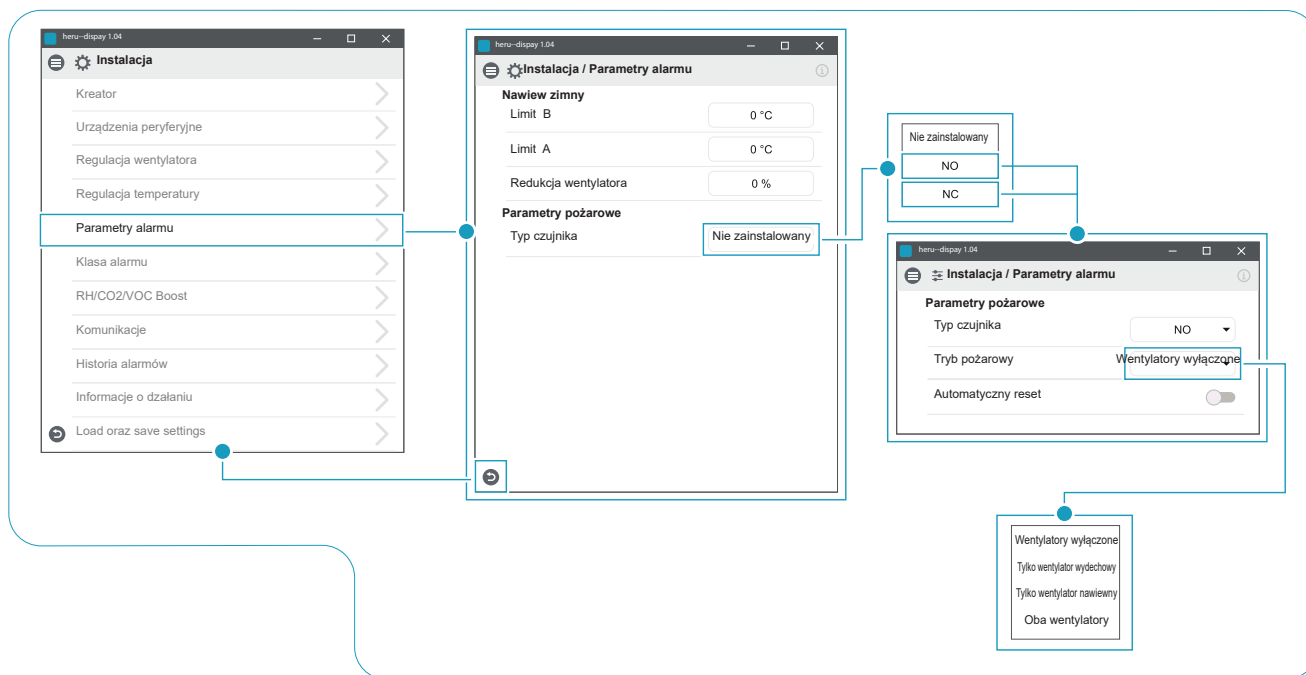 heru--dispay 1.04
Instalacja
Kreator
Urządzenia peryferyjne
Regulacja wentylatora
Regulacja temperatury
Parametry alarmu
Klasa alarmu
RH/CO2/VOC Boost
Komunikacje
Historia alarmów
Informacje o dzałaniu
Load oraz save settings
heru--dispay 1.04
Instalacja / Parametry alarmu
Nawiew zimny
Limit B 0 °C
Limit A 0 °C
Redukcja wentylatora 0 %
Parametry pożarowe
Typ czujnika Nie zainstalowany
Nie zainstalowany
NO
NC
heru--dispay 1.04
Instalacja / Parametry alarmu
Parametry pożarowe
Typ czujnika NO
Tryb pożarowy Wentylatory wyłączone
Automatyczny reset
Wentylatory wyłączone
Tylko wentylator wydechowy
Tylko wentylator nawiewny
Oba wentylatory